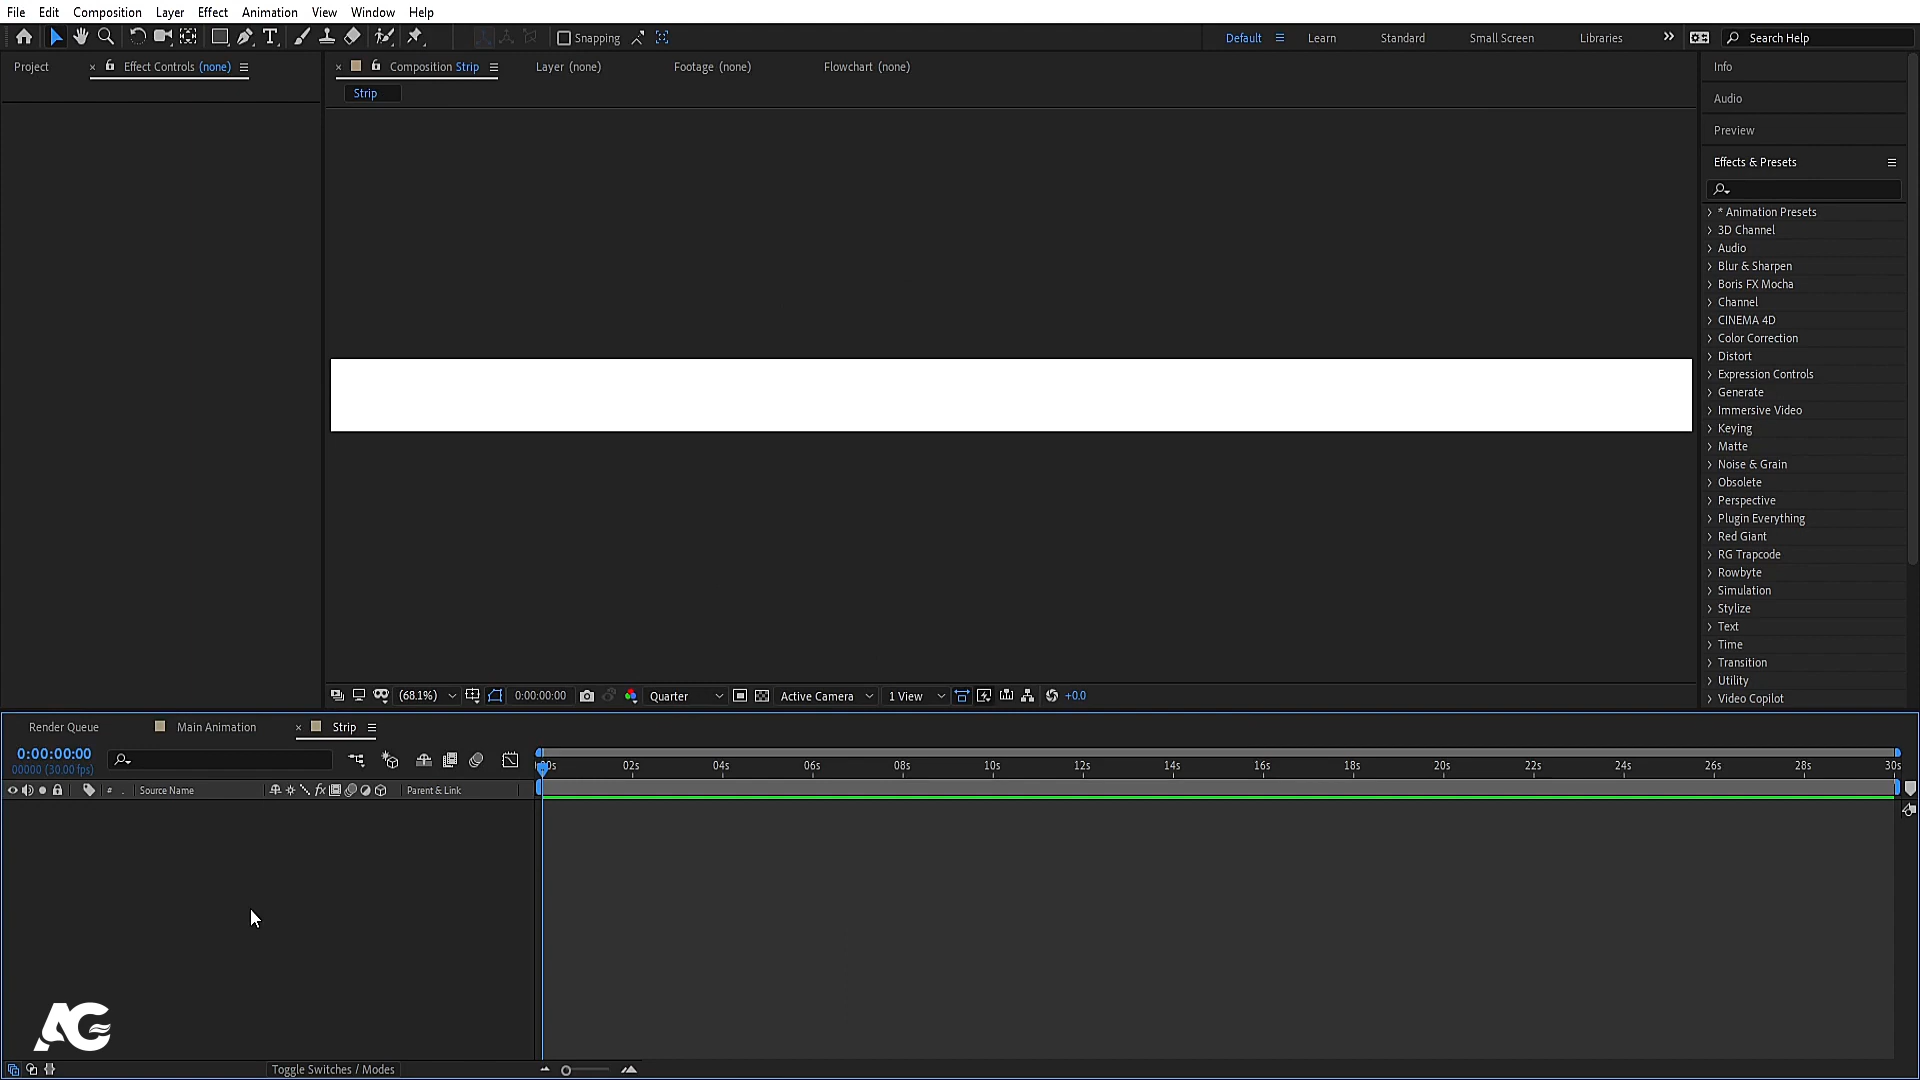 File Edit Composition Layer Effect Animation View Window Help
Snapping
Default Learn Standard Small Screen Libraries
Search Help
Project
Effect Controls (none)
Composition Strip
Layer (none)
Footage (none)
Flowchart (none)
Strip
Info
Audio
Preview
Effects & Presets
* Animation Presets
3D Channel
Audio
Blur & Sharpen
Boris FX Mocha
Channel
CINEMA 4D
Color Correction
Distort
Expression Controls
Generate
Immersive Video
Keying
Matte
Noise & Grain
Obsolete
Perspective
Plugin Everything
Red Giant
RG Trapcode
Rowbyte
Simulation
Stylize
Text
Time
Transition
Utility
Video Copilot
(68.1%) 0:00:00:00 Quarter Active Camera 1 View +0.0
Render Queue Main Animation Strip
0:00:00:00
00000 (30.00 fps)
02s 04s 06s 08s 10s 12s 14s 16s 18s 20s 22s 24s 26s 28s 30s
# . Source Name fx Parent & Link
AG
Toggle Switches / Modes